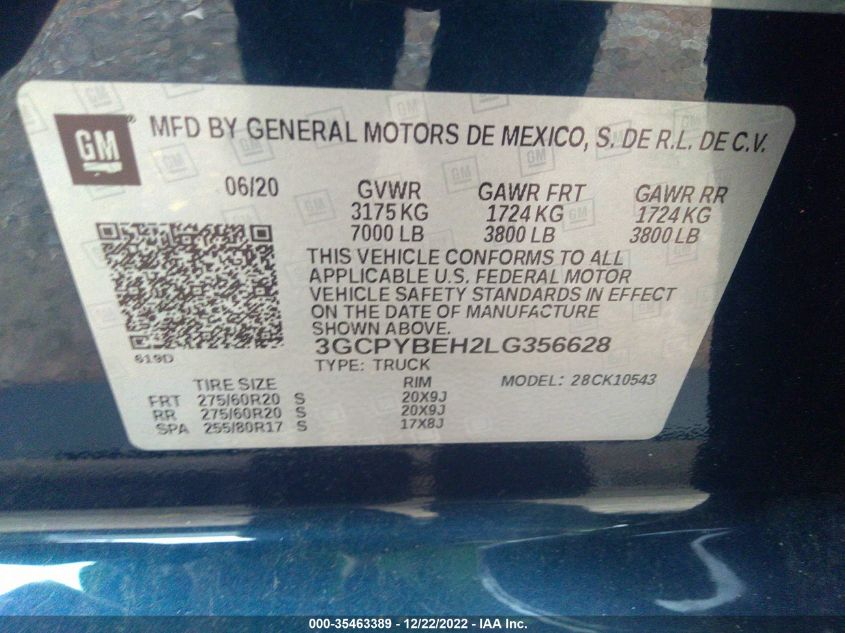 GM
MFD BY GENERAL MOTORS DE MEXICO, S. DE R.L. DE C.V.
06/20 GVWR GAWR FRT GAWR RR
3175 KG 1724 KG 1724 KG
7000 LB 3800 LB 3800 LB
THIS VEHICLE CONFORMS TO ALL
APPLICABLE U.S. FEDERAL MOTOR
VEHICLE SAFETY STANDARDS IN EFFECT
ON THE DATE OF MANUFACTURE
SHOWN ABOVE.
619D 3GCPYBEH2LG356628
TYPE: TRUCK MODEL: 28CK10543
TIRE SIZE RIM
FRT 275/60R20 S 20X9J
RR 275/60R20 S 20X9J
SPA 255/80R17 S 17X8J
000-35463389 - 12/22/2022 - IAA Inc.